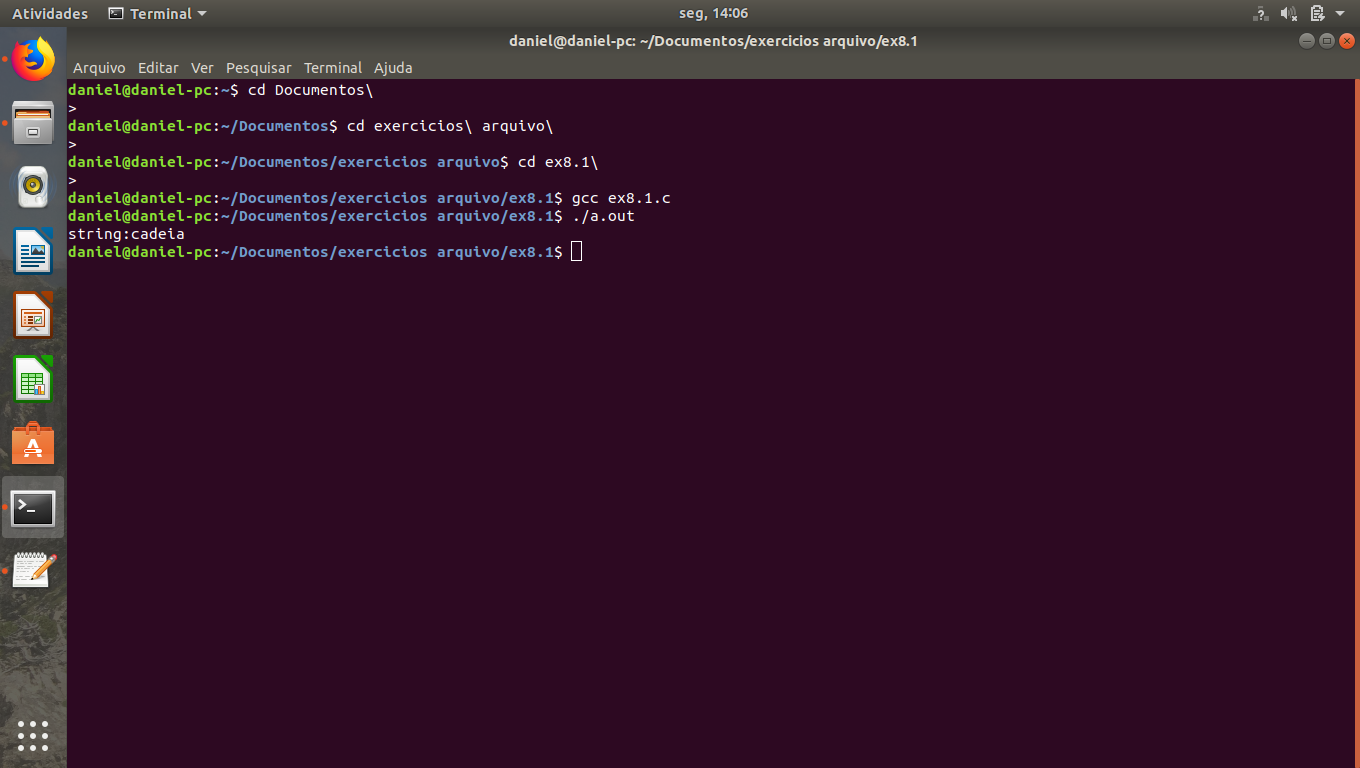 Atividades Terminal seg, 14:06
daniel@daniel-pc: ~/Documentos/exercicios arquivo/ex8.1
Arquivo Editar Ver Pesquisar Terminal Ajuda
daniel@daniel-pc:~$ cd Documentos\
>
daniel@daniel-pc:~/Documentos$ cd exercicios\ arquivo\
>
daniel@daniel-pc:~/Documentos/exercicios arquivo$ cd ex8.1\
>
daniel@daniel-pc:~/Documentos/exercicios arquivo/ex8.1$ gcc ex8.1.c
daniel@daniel-pc:~/Documentos/exercicios arquivo/ex8.1$ ./a.out
string:cadeia
daniel@daniel-pc:~/Documentos/exercicios arquivo/ex8.1$